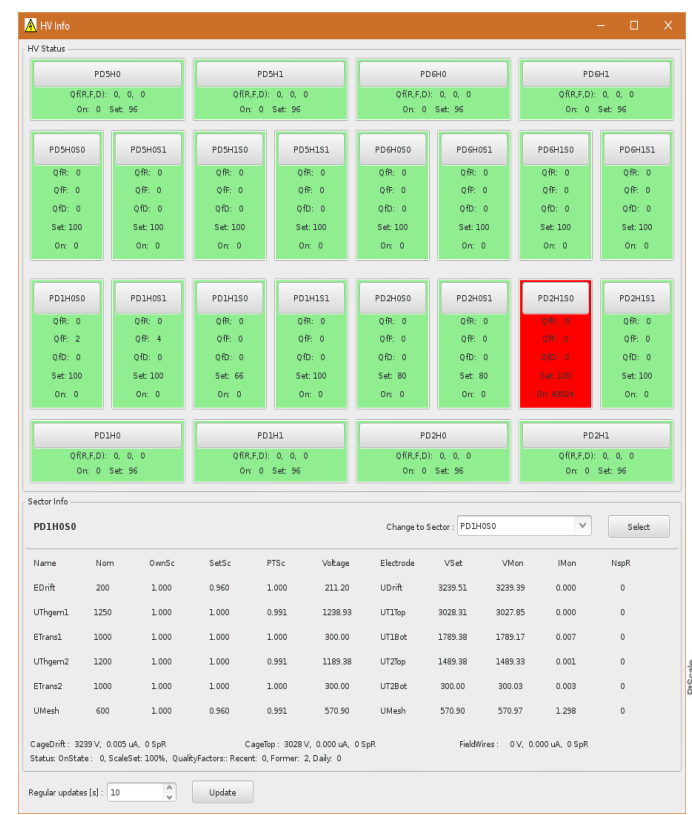 HV Info
HV Status
PD5H0 PD5H1 PD6H0 PD6H1
Qf(R,F,D): 0, 0, 0 Qf(R,F,D): 0, 0, 0 Qf(R,F,D): 0, 0, 0 Qf(R,F,D): 0, 0, 0
On: 0 Set: 96 On: 0 Set: 96 On: 0 Set: 96 On: 0 Set: 96
PD5H0S0 PD5H0S1 PD5H1S0 PD5H1S1 PD6H0S0 PD6H0S1 PD6H1S0 PD6H1S1
QfR: 0 QfR: 0 QfR: 0 QfR: 0 QfR: 0 QfR: 0 QfR: 0 QfR: 0
QfF: 0 QfF: 0 QfF: 0 QfF: 0 QfF: 0 QfF: 0 QfF: 0 QfF: 0
QfD: 0 QfD: 0 QfD: 0 QfD: 0 QfD: 0 QfD: 0 QfD: 0 QfD: 0
Set: 100 Set: 100 Set: 100 Set: 100 Set: 100 Set: 100 Set: 100 Set: 100
On: 0 On: 0 On: 0 On: 0 On: 0 On: 0 On: 0 On: 0
PD1H0S0 PD1H0S1 PD1H1S0 PD1H1S1 PD2H0S0 PD2H0S1 PD2H1S0 PD2H1S1
QfR: 0 QfR: 0 QfR: 0 QfR: 0 QfR: 0 QfR: 0 QfR: 0 QfR: 0
QfF: 2 QfF: 4 QfF: 0 QfF: 0 QfF: 0 QfF: 0 QfF: 0 QfF: 0
QfD: 0 QfD: 0 QfD: 0 QfD: 0 QfD: 0 QfD: 0 QfD: 0 QfD: 0
Set: 100 Set: 100 Set: 66 Set: 100 Set: 80 Set: 80 Set: 100 Set: 100
On: 0 On: 0 On: 0 On: 0 On: 0 On: 0 On: On: 0
PD1H0 PD1H1 PD2H0 PD2H1
Qf(R,F,D): 0, 0, 0 Qf(R,F,D): 0, 0, 0 Qf(R,F,D): 0, 0, 0 Qf(R,F,D): 0, 0, 0
On: 0 Set: 96 On: 0 Set: 96 On: 0 Set: 96 On: 0 Set: 96
Sector Info
PD1H0S0 Change to Sector : PD1H0S0 Select
Name Nom OwnSc SetSc PTSc Voltage Electrode VSet VMon IMon NspR
EDrift 200 1.000 0.960 1.000 211.20 UDrift 3239.51 3239.39 0.000 0
UThgem1 1250 1.000 1.000 0.991 1238.93 UT1Top 3028.31 3027.85 0.000 0
ETrans1 1000 1.000 1.000 1.000 300.00 UT1Bot 1789.38 1789.17 0.007 0
UThgem2 1200 1.000 1.000 0.991 1189.38 UT2Top 1489.38 1489.33 0.001 0
ETrans2 1000 1.000 1.000 1.000 300.00 UT2Bot 300.00 300.03 0.003 0
UMesh 600 1.000 0.960 0.991 570.90 UMesh 570.90 570.97 1.298 0
CageDrift : 3239 V, 0.005 uA, 0 SpR CageTop : 3028 V, 0.000 uA, 0 SpR FieldWires : 0 V, 0.000 uA, 0 SpR
Status: OnState : 0, ScaleSet: 100%, QualityFactors:: Recent: 0, Former: 2, Daily: 0
Regular updates [s] : 10 Update